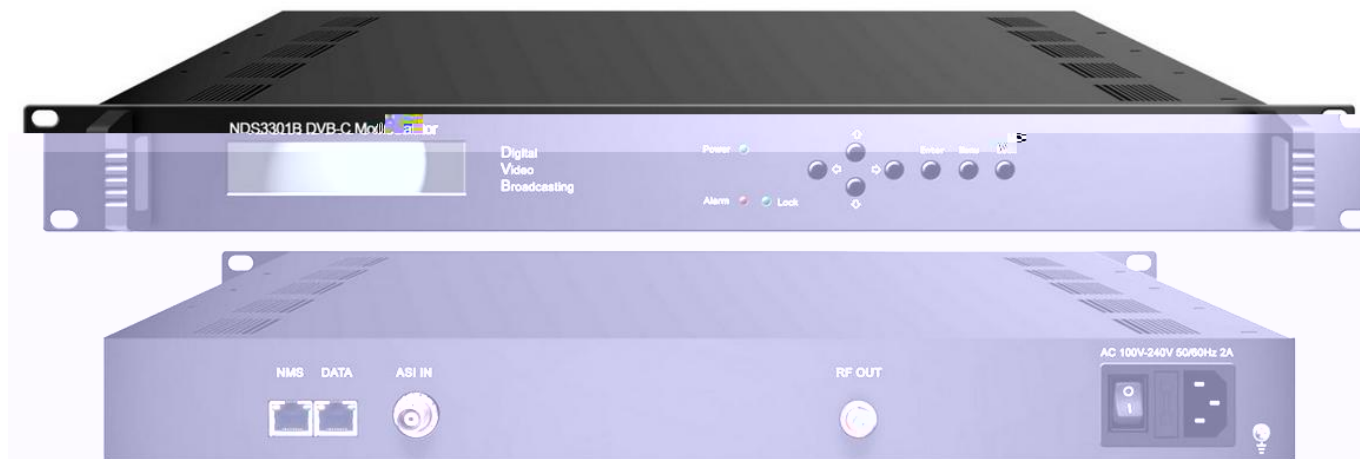 NDS3301B DVB-C
Digital
Video
Broadcasting
Power
Alarm
Lock
Enter
Menu
NMS
DATA
ASI IN
RF OUT
AC 100V-240V 50/60Hz 2A
O
I